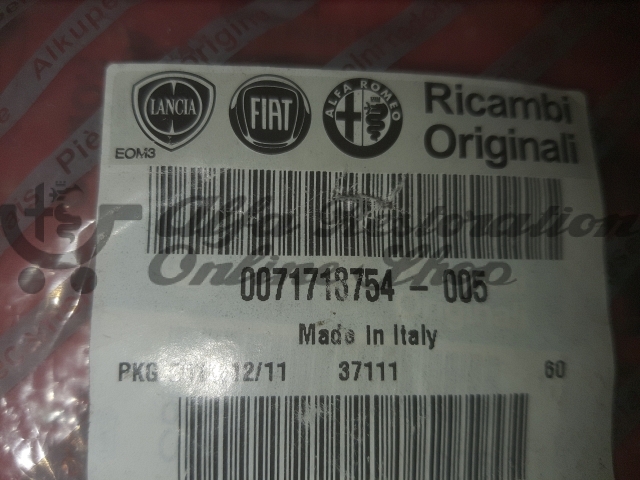 LANCIA
FIAT
ALFA ROMEO
Ricambi
Originali
EOM3
Alfa Restoration
Online Shop
0071718754 - 005
Made In Italy
PKG 12/11 37111 60